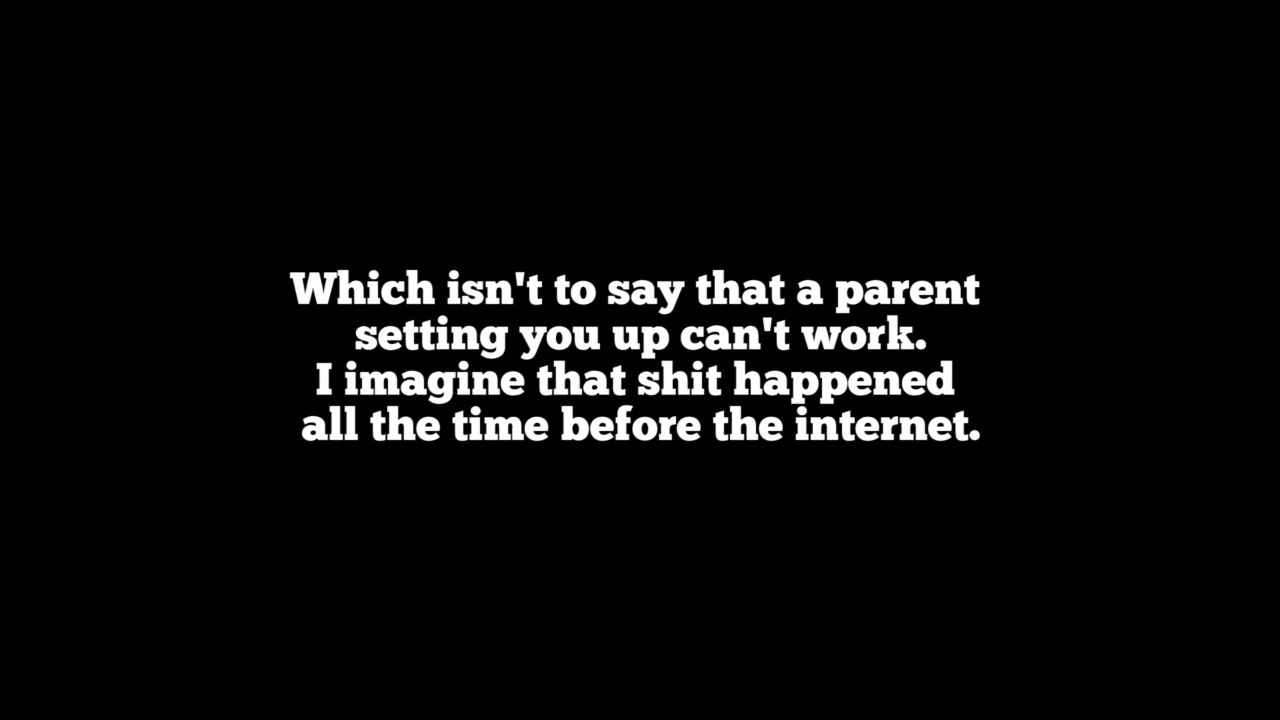 Which isn't to say that a parent
setting you up can't work.
I imagine that shit happened
all the time before the internet.